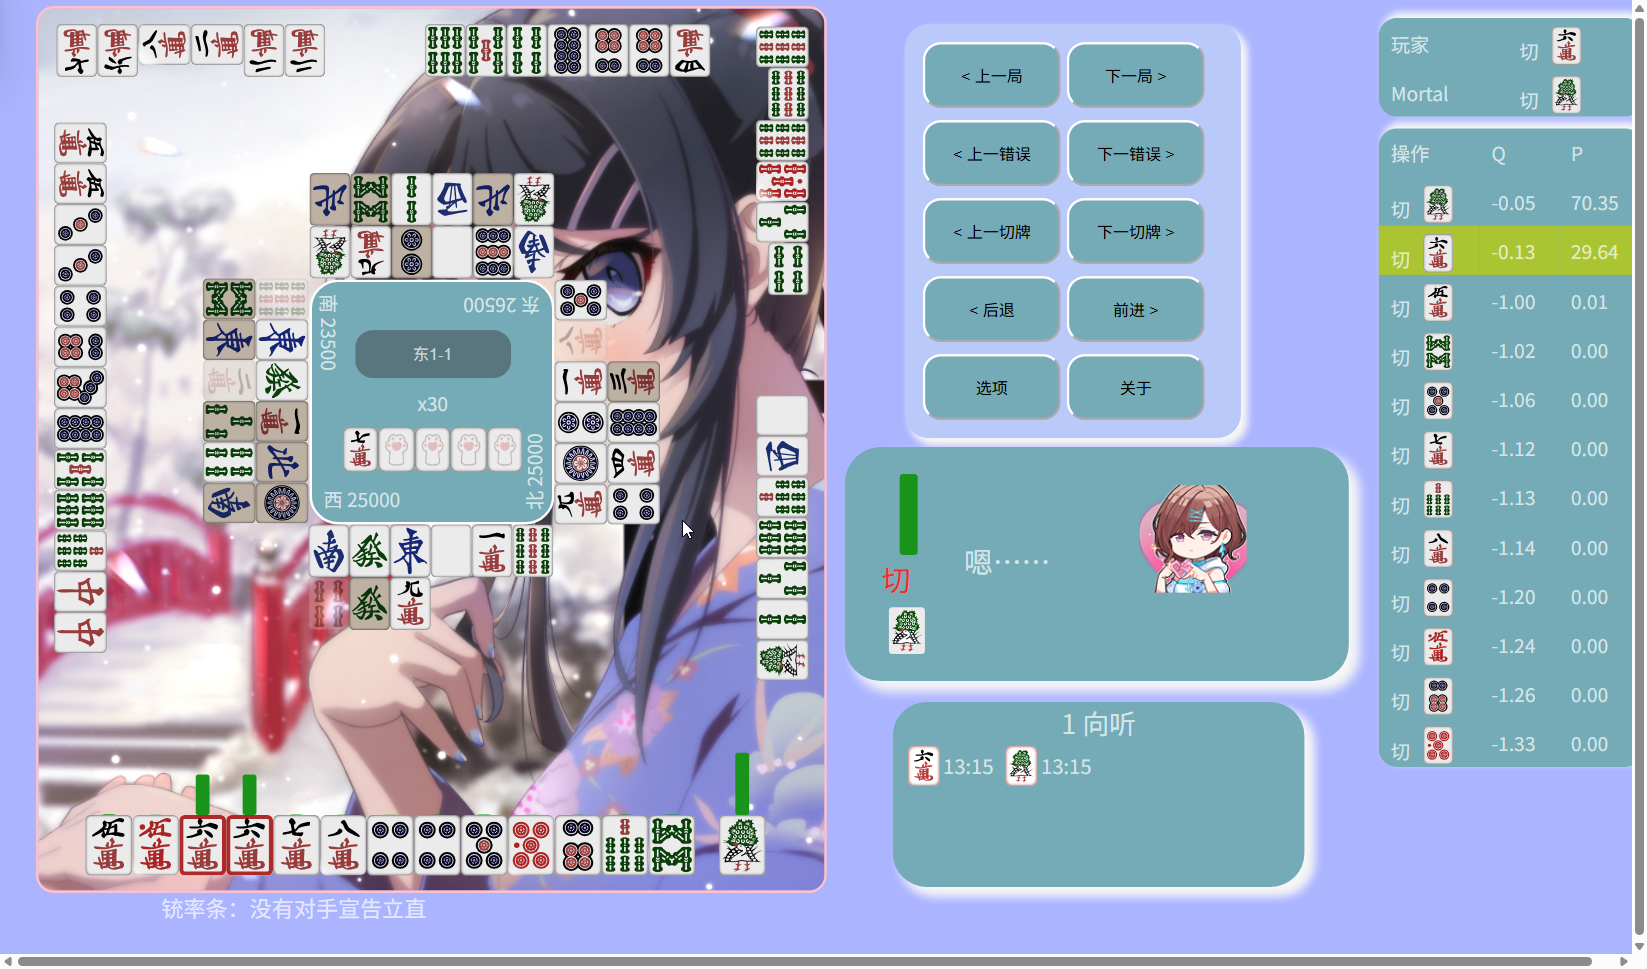 东 26500
南 23500
东1-1
x30
西 25000
北 25000
铳率条：没有对手宣告立直
< 上一局
下一局 >
< 上一错误
下一错误 >
< 上一切牌
下一切牌 >
< 后退
前进 >
选项
关于
切
嗯……
1 向听
13:15
13:15
玩家 切
Mortal 切
操作 Q P
切 -0.05 70.35
切 -0.13 29.64
切 -1.00 0.01
切 -1.02 0.00
切 -1.06 0.00
切 -1.12 0.00
切 -1.13 0.00
切 -1.14 0.00
切 -1.20 0.00
切 -1.24 0.00
切 -1.26 0.00
切 -1.33 0.00